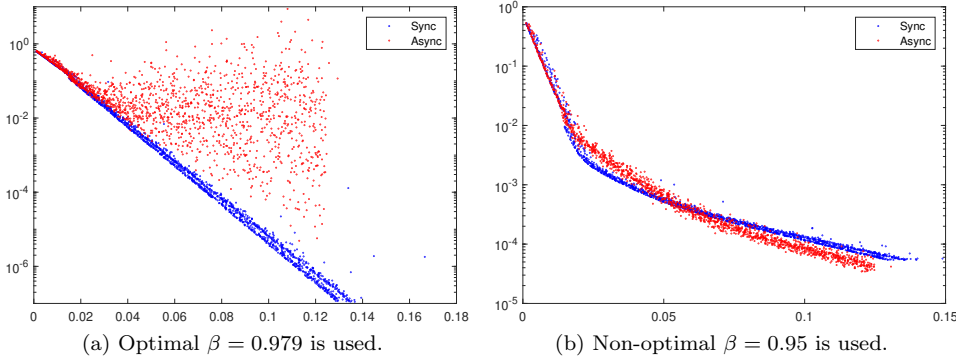 Sync
Async
10^0
10^-2
10^-4
10^-6
0 0.02 0.04 0.06 0.08 0.1 0.12 0.14 0.16 0.18
(a) Optimal β = 0.979 is used.
Sync
Async
10^0
10^-1
10^-2
10^-3
10^-4
10^-5
0 0.05 0.1 0.15
(b) Non-optimal β = 0.95 is used.